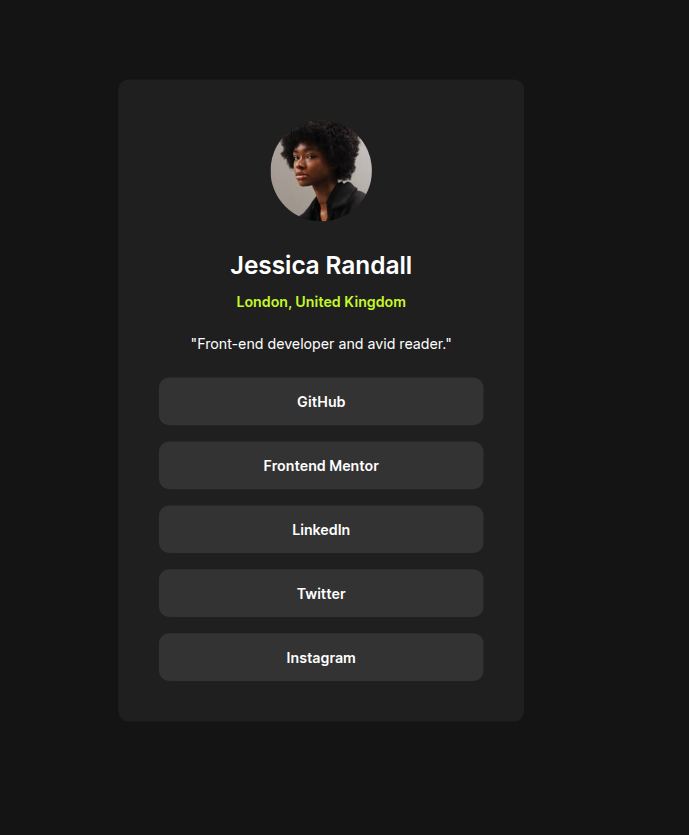 Jessica Randall
London, United Kingdom
"Front-end developer and avid reader."
GitHub
Frontend Mentor
LinkedIn
Twitter
Instagram